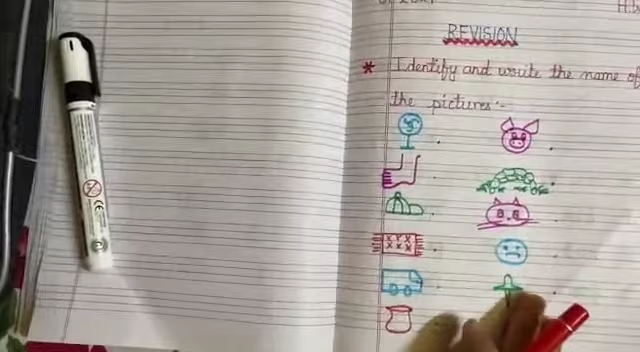 REVISION
* Identify and write the name of
the pictures :-